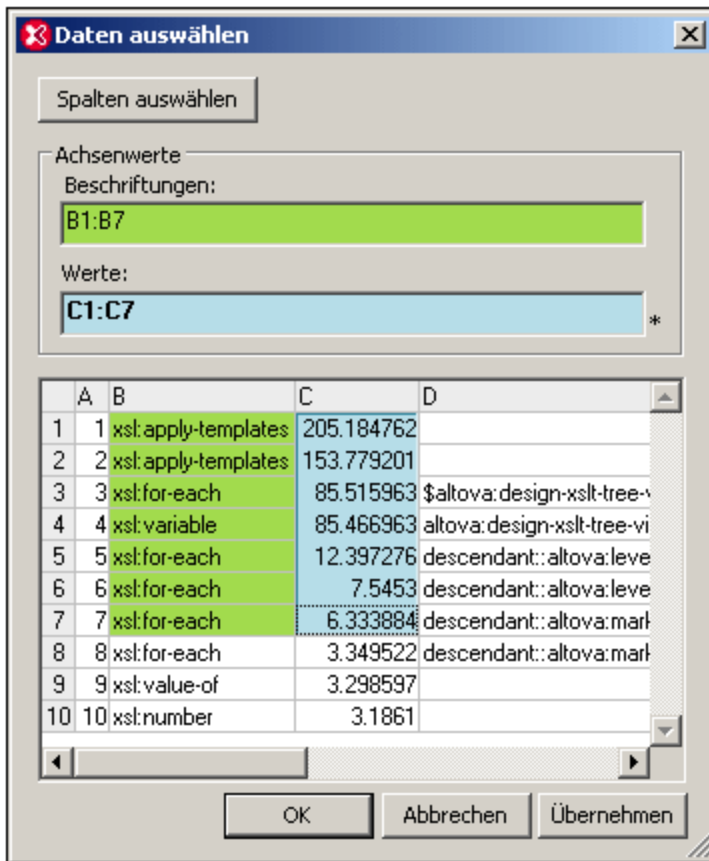 Daten auswählen
Spalten auswählen
Achsenwerte
Beschriftungen:
B1:B7
Werte:
C1:C7
*
A B C D
1 1 xsl:apply-templates 205.184762
2 2 xsl:apply-templates 153.779201
3 3 xsl:for-each 85.515963 $altova:design-xslt-tree-v
4 4 xsl:variable 85.466963 altova:design-xslt-tree-vi
5 5 xsl:for-each 12.397276 descendant::altova:leve
6 6 xsl:for-each 7.5453 descendant::altova:leve
7 7 xsl:for-each 6.333884 descendant::altova:mark
8 8 xsl:for-each 3.349522 descendant::altova:mark
9 9 xsl:value-of 3.298597
10 10 xsl:number 3.1861
OK Abbrechen Übernehmen